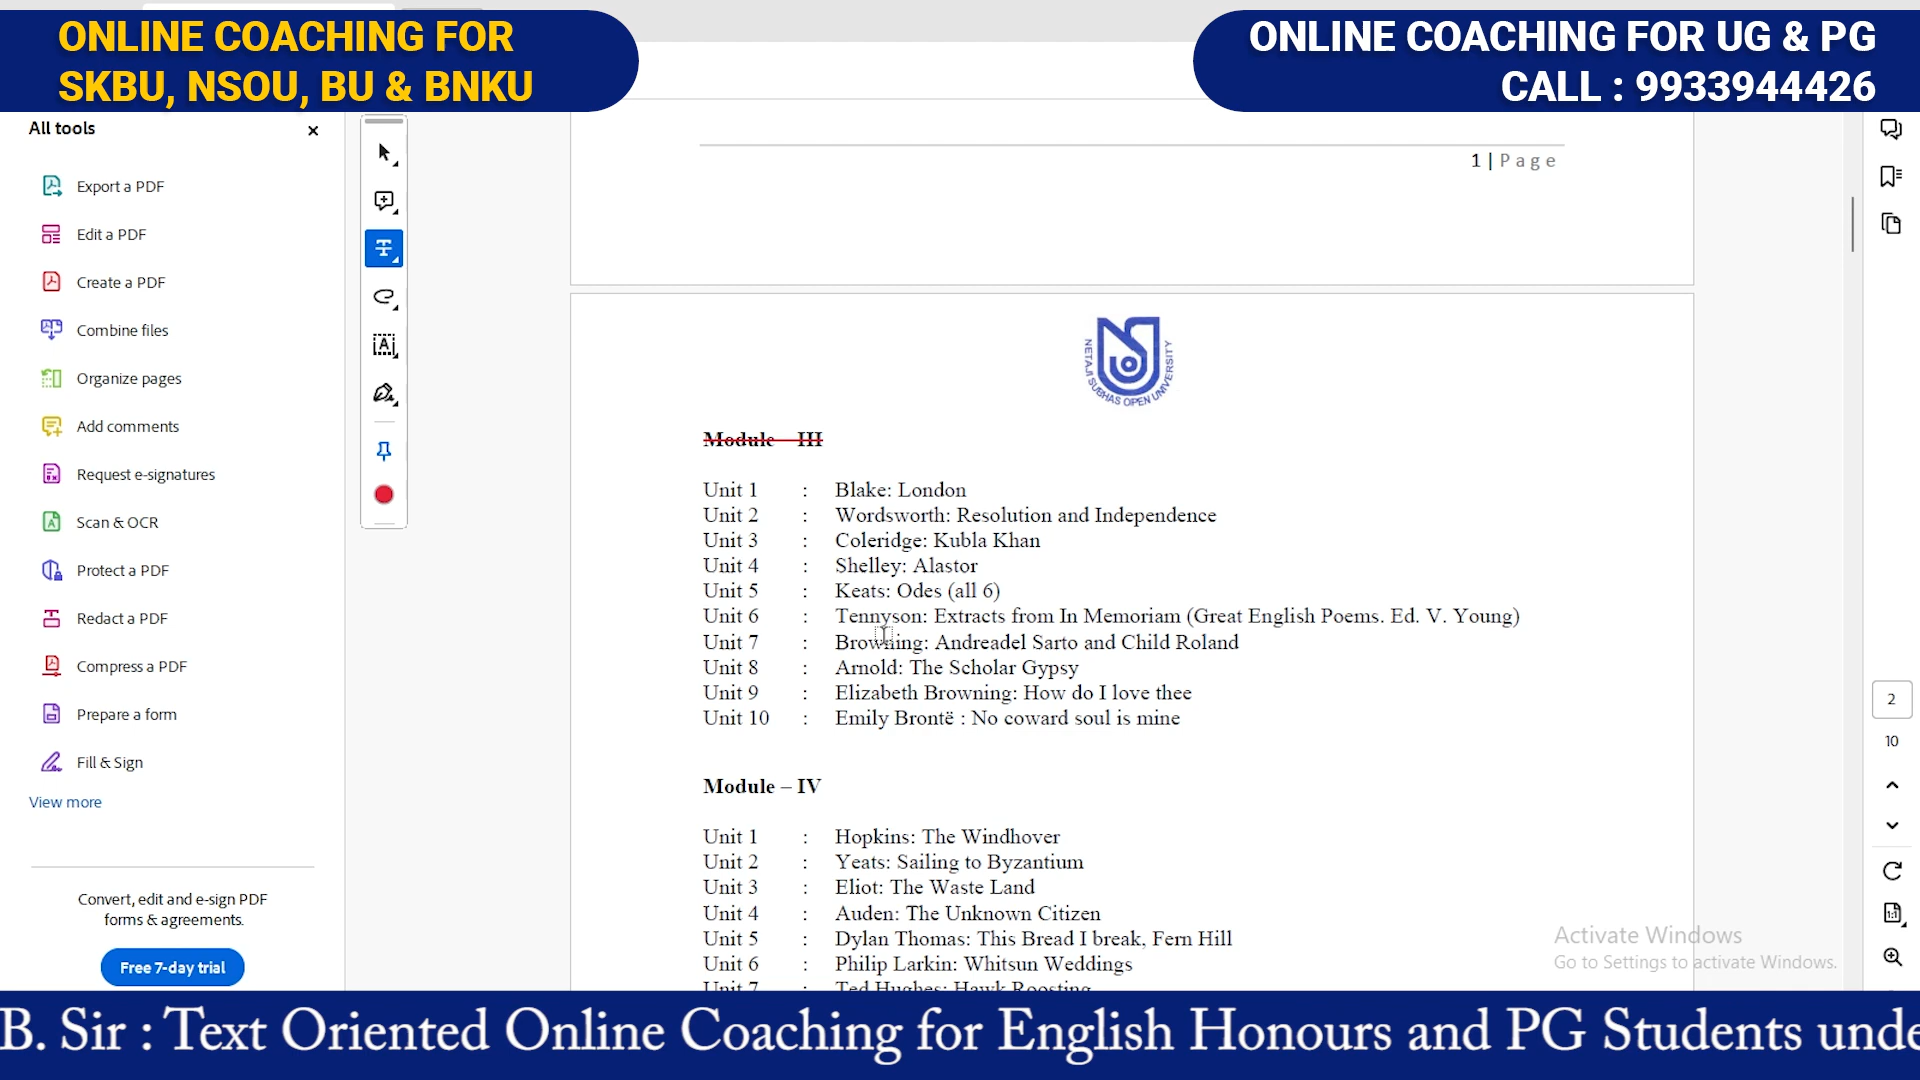 ONLINE COACHING FOR
SKBU, NSOU, BU & BNKU
ONLINE COACHING FOR UG & PG
CALL : 9933944426
All tools
Export a PDF
Edit a PDF
Create a PDF
Combine files
Organize pages
Add comments
Request e-signatures
Scan & OCR
Protect a PDF
Redact a PDF
Compress a PDF
Prepare a form
Fill & Sign
View more
Convert, edit and e-sign PDF
forms & agreements.
Free 7-day trial
1 | Page
NETAJI SUBHAS OPEN UNIVERSITY
Module – III
Unit 1 : Blake: London
Unit 2 : Wordsworth: Resolution and Independence
Unit 3 : Coleridge: Kubla Khan
Unit 4 : Shelley: Alastor
Unit 5 : Keats: Odes (all 6)
Unit 6 : Tennyson: Extracts from In Memoriam (Great English Poems. Ed. V. Young)
Unit 7 : Browning: Andreadel Sarto and Child Roland
Unit 8 : Arnold: The Scholar Gypsy
Unit 9 : Elizabeth Browning: How do I love thee
Unit 10 : Emily Brontë : No coward soul is mine
Module – IV
Unit 1 : Hopkins: The Windhover
Unit 2 : Yeats: Sailing to Byzantium
Unit 3 : Eliot: The Waste Land
Unit 4 : Auden: The Unknown Citizen
Unit 5 : Dylan Thomas: This Bread I break, Fern Hill
Unit 6 : Philip Larkin: Whitsun Weddings
Unit 7 : Ted Hughes: Hawk Roosting
2
10
Activate Windows
Go to Settings to activate Windows.
B. Sir : Text Oriented Online Coaching for English Honours and PG Students unde